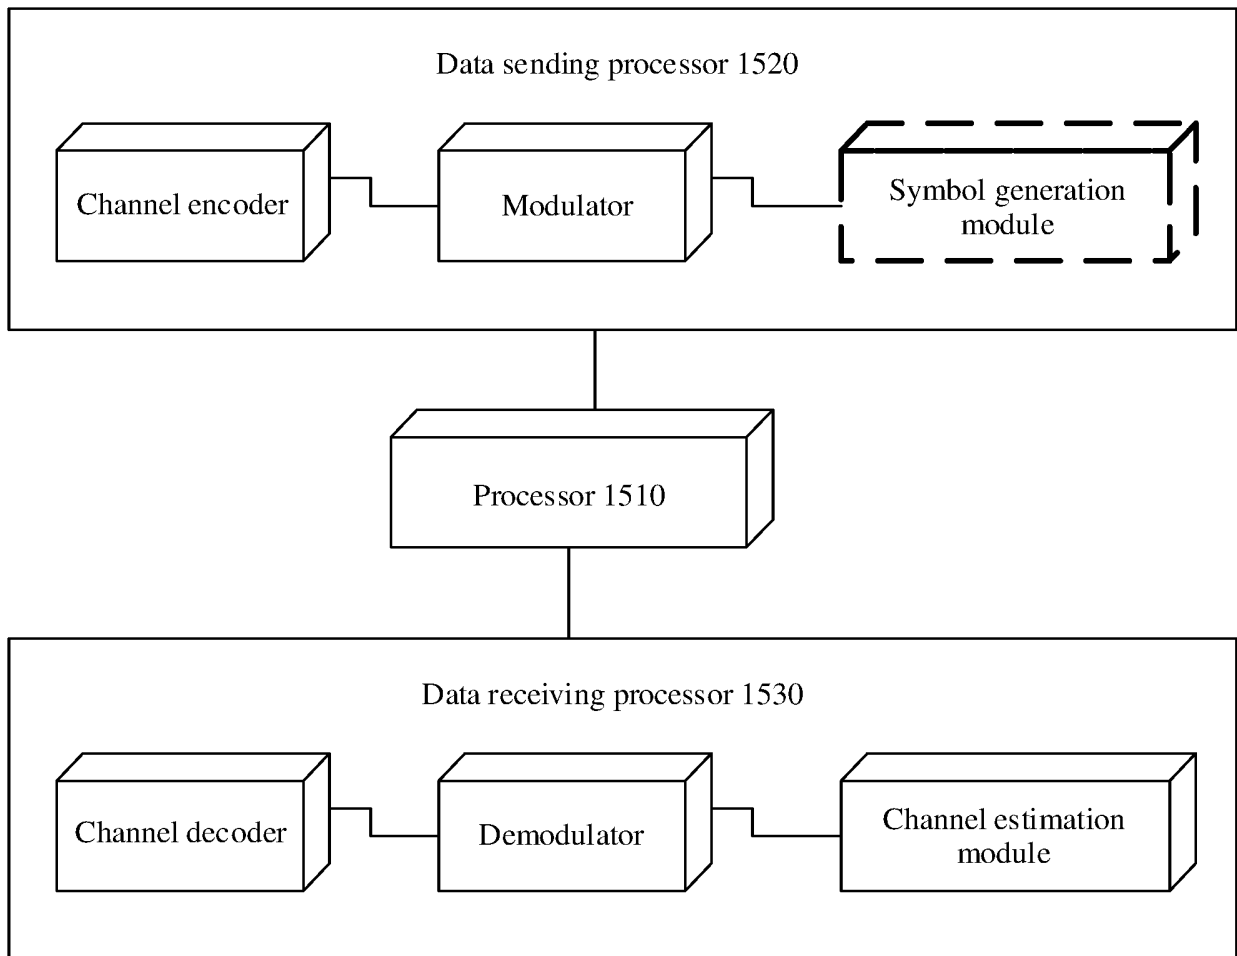 Data sending processor 1520
Channel encoder
Modulator
Symbol generation
module
Processor 1510
Data receiving processor 1530
Channel decoder
Demodulator
Channel estimation
module